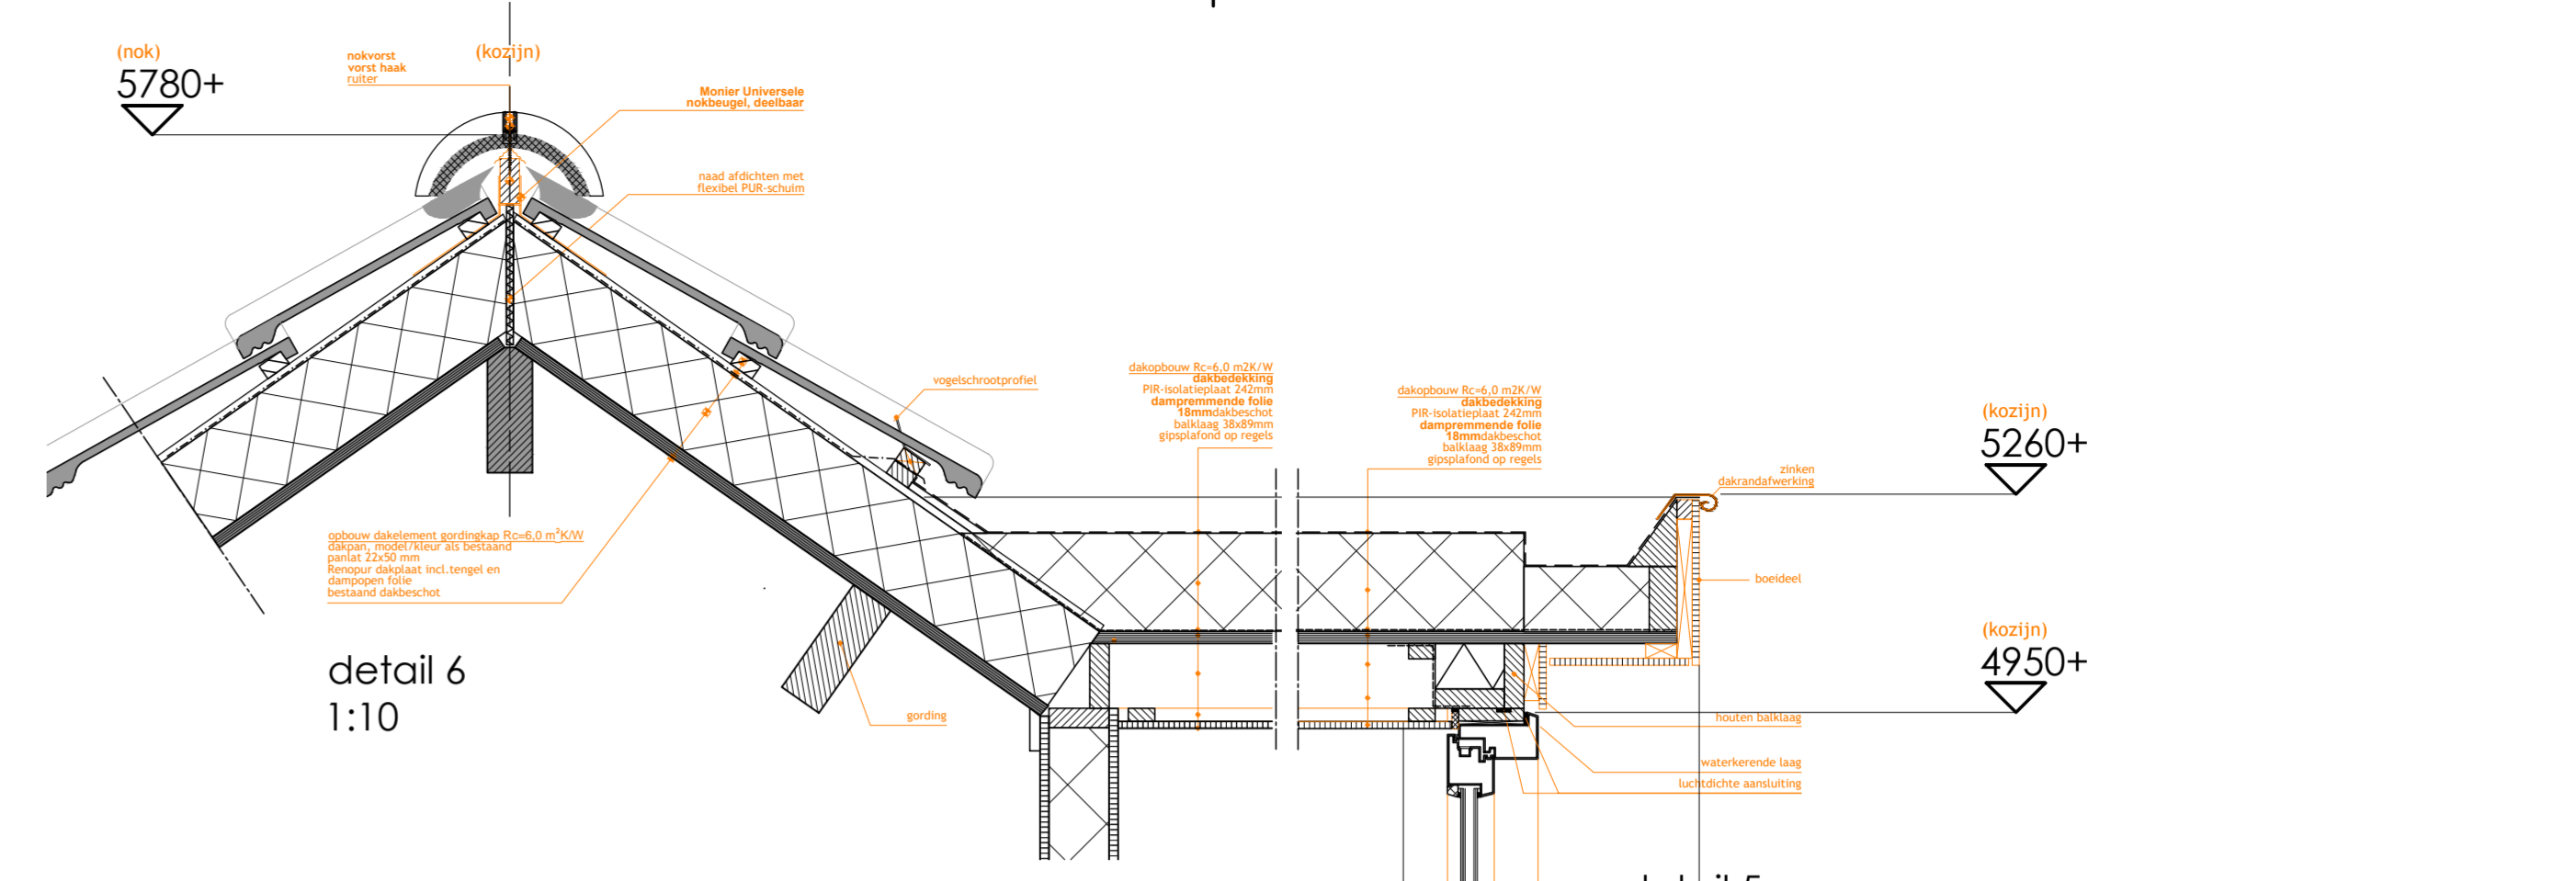 (nok)
5780+
nokvorst
vorst haak
ruiter
(kozijn)
Monier Universele
nokbeugel, deelbaar
naad afdichten met
flexibel PUR-schuim
vogelschrootprofiel
dakopbouw Rc=6,0 m2K/W
dakbedekking
PIR-isolatieplaat 242mm
dampremmende folie
18mmdakbeschot
balklaag 38x89mm
gipsplafond op regels
dakopbouw Rc=6,0 m2K/W
dakbedekking
PIR-isolatieplaat 242mm
dampremmende folie
18mmdakbeschot
balklaag 38x89mm
gipsplafond op regels
(kozijn)
5260+
zinken
dakrandafwerking
opbouw dakelement gordingkap Rc=6,0 m²K/W
dakpan, model/kleur als bestaand
panlat 22x50 mm
Renopur dakplaat incl.tengel en
dampopen folie
bestaand dakbeschot
boeideel
(kozijn)
4950+
detail 6
1:10
gording
houten balklaag
waterkerende laag
luchtdichte aansluiting